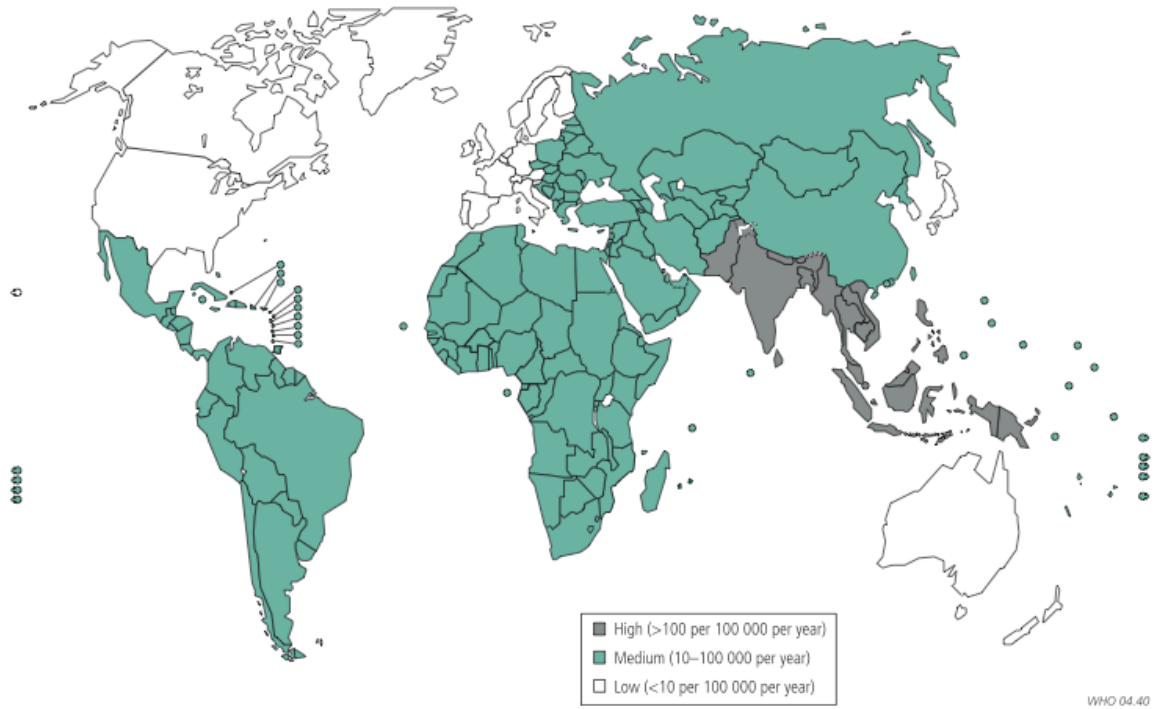 High (>100 per 100 000 per year)
Medium (10–100 000 per year)
Low (<10 per 100 000 per year)
WHO 04.40